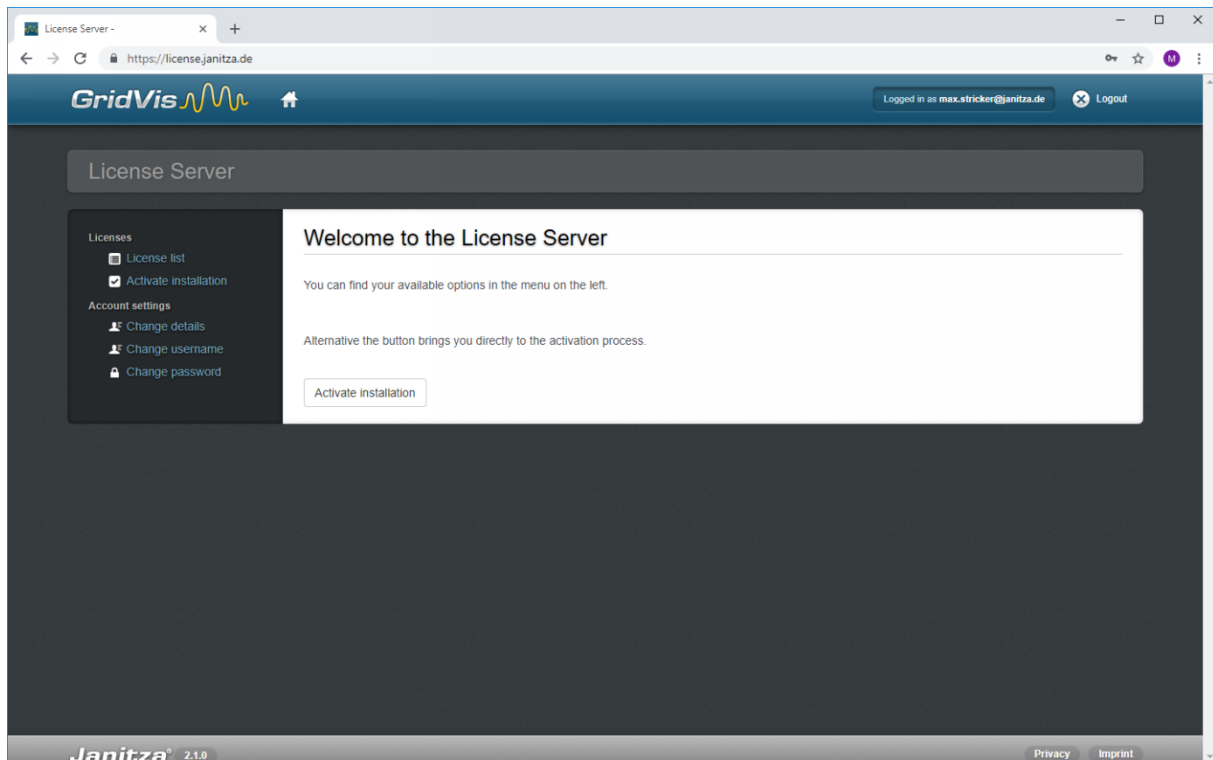 License Server -
https://license.janitza.de
M
GridVis
Logged in as max.stricker@janitza.de
Logout
License Server
Licenses
License list
Activate installation
Account settings
Change details
Change username
Change password
Welcome to the License Server
You can find your available options in the menu on the left.
Alternative the button brings you directly to the activation process.
Activate installation
Janitza® 2.1.0
Privacy Imprint